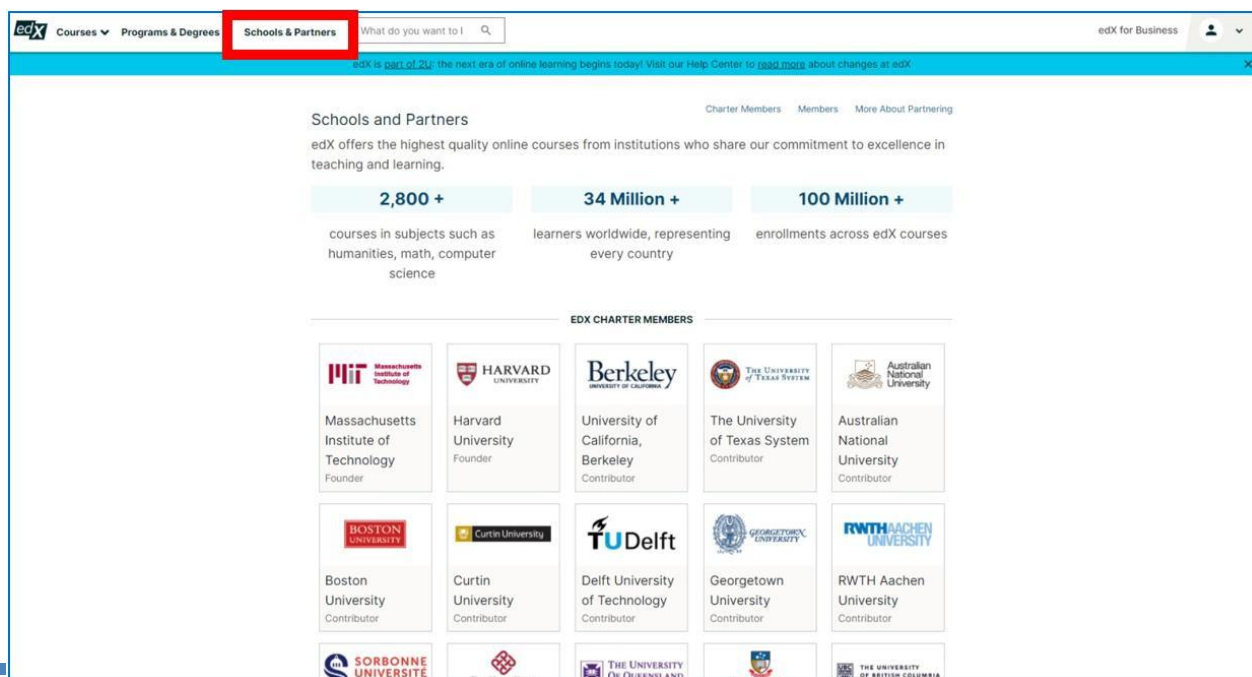 edX Courses Programs & Degrees Schools & Partners What do you want to l edX for Business
edX is part of 2U: the next era of online learning begins today! Visit our Help Center to read more about changes at edX
Charter Members Members More About Partnering
Schools and Partners
edX offers the highest quality online courses from institutions who share our commitment to excellence in
teaching and learning.
2,800 + 34 Million + 100 Million +
courses in subjects such as
humanities, math, computer
science
learners worldwide, representing
every country
enrollments across edX courses
EDX CHARTER MEMBERS
MIT Massachusetts
Institute of
Technology
Massachusetts
Institute of
Technology
Founder
HARVARD
UNIVERSITY
Harvard
University
Founder
Berkeley
UNIVERSITY OF CALIFORNIA
University of
California,
Berkeley
Contributor
THE UNIVERSITY
of TEXAS SYSTEM
The University
of Texas System
Contributor
Australian
National
University
Australian
National
University
Contributor
BOSTON
UNIVERSITY
Boston
University
Contributor
Curtin University
Curtin
University
Contributor
TUDelft
Delft University
of Technology
Contributor
GEORGETOWN
UNIVERSITY
Georgetown
University
Contributor
RWTHAACHEN
UNIVERSITY
RWTH Aachen
University
Contributor
SORBONNE
UNIVERSITÉ
THE UNIVERSITY
OF QUEENSLAND
UBC THE UNIVERSITY
OF BRITISH COLUMBIA